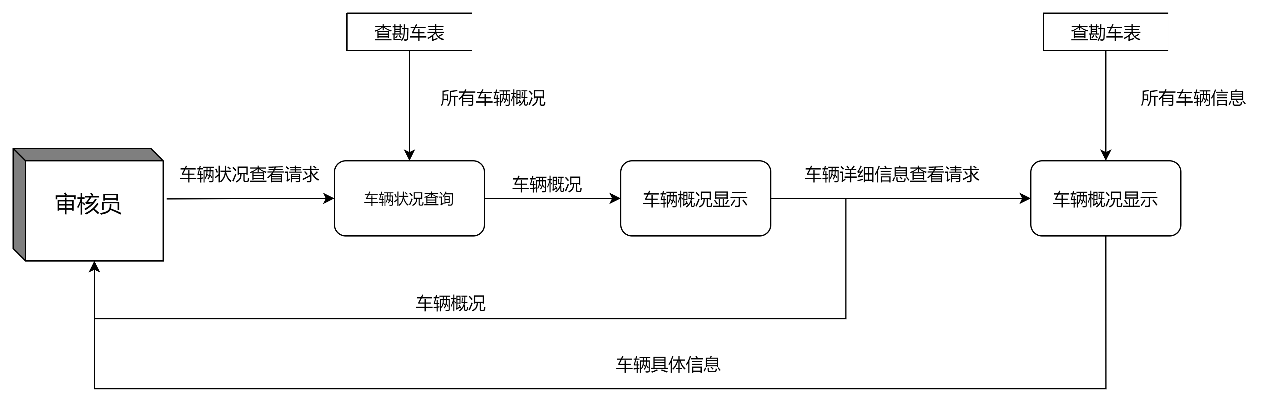 查勘车表
查勘车表
所有车辆概况
所有车辆信息
审核员
车辆状况查看请求
车辆状况查询
车辆概况
车辆概况显示
车辆详细信息查看请求
车辆概况显示
车辆概况
车辆具体信息